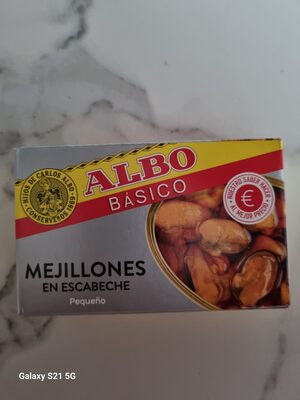 HIJOS DE CARLOS ALBO
CONSERVEROS 1869
ALBO
BÁSICO
NUESTRO SABER HACER
€
AL MEJOR PRECIO
MEJILLONES
EN ESCABECHE
Pequeño
Galaxy S21 5G